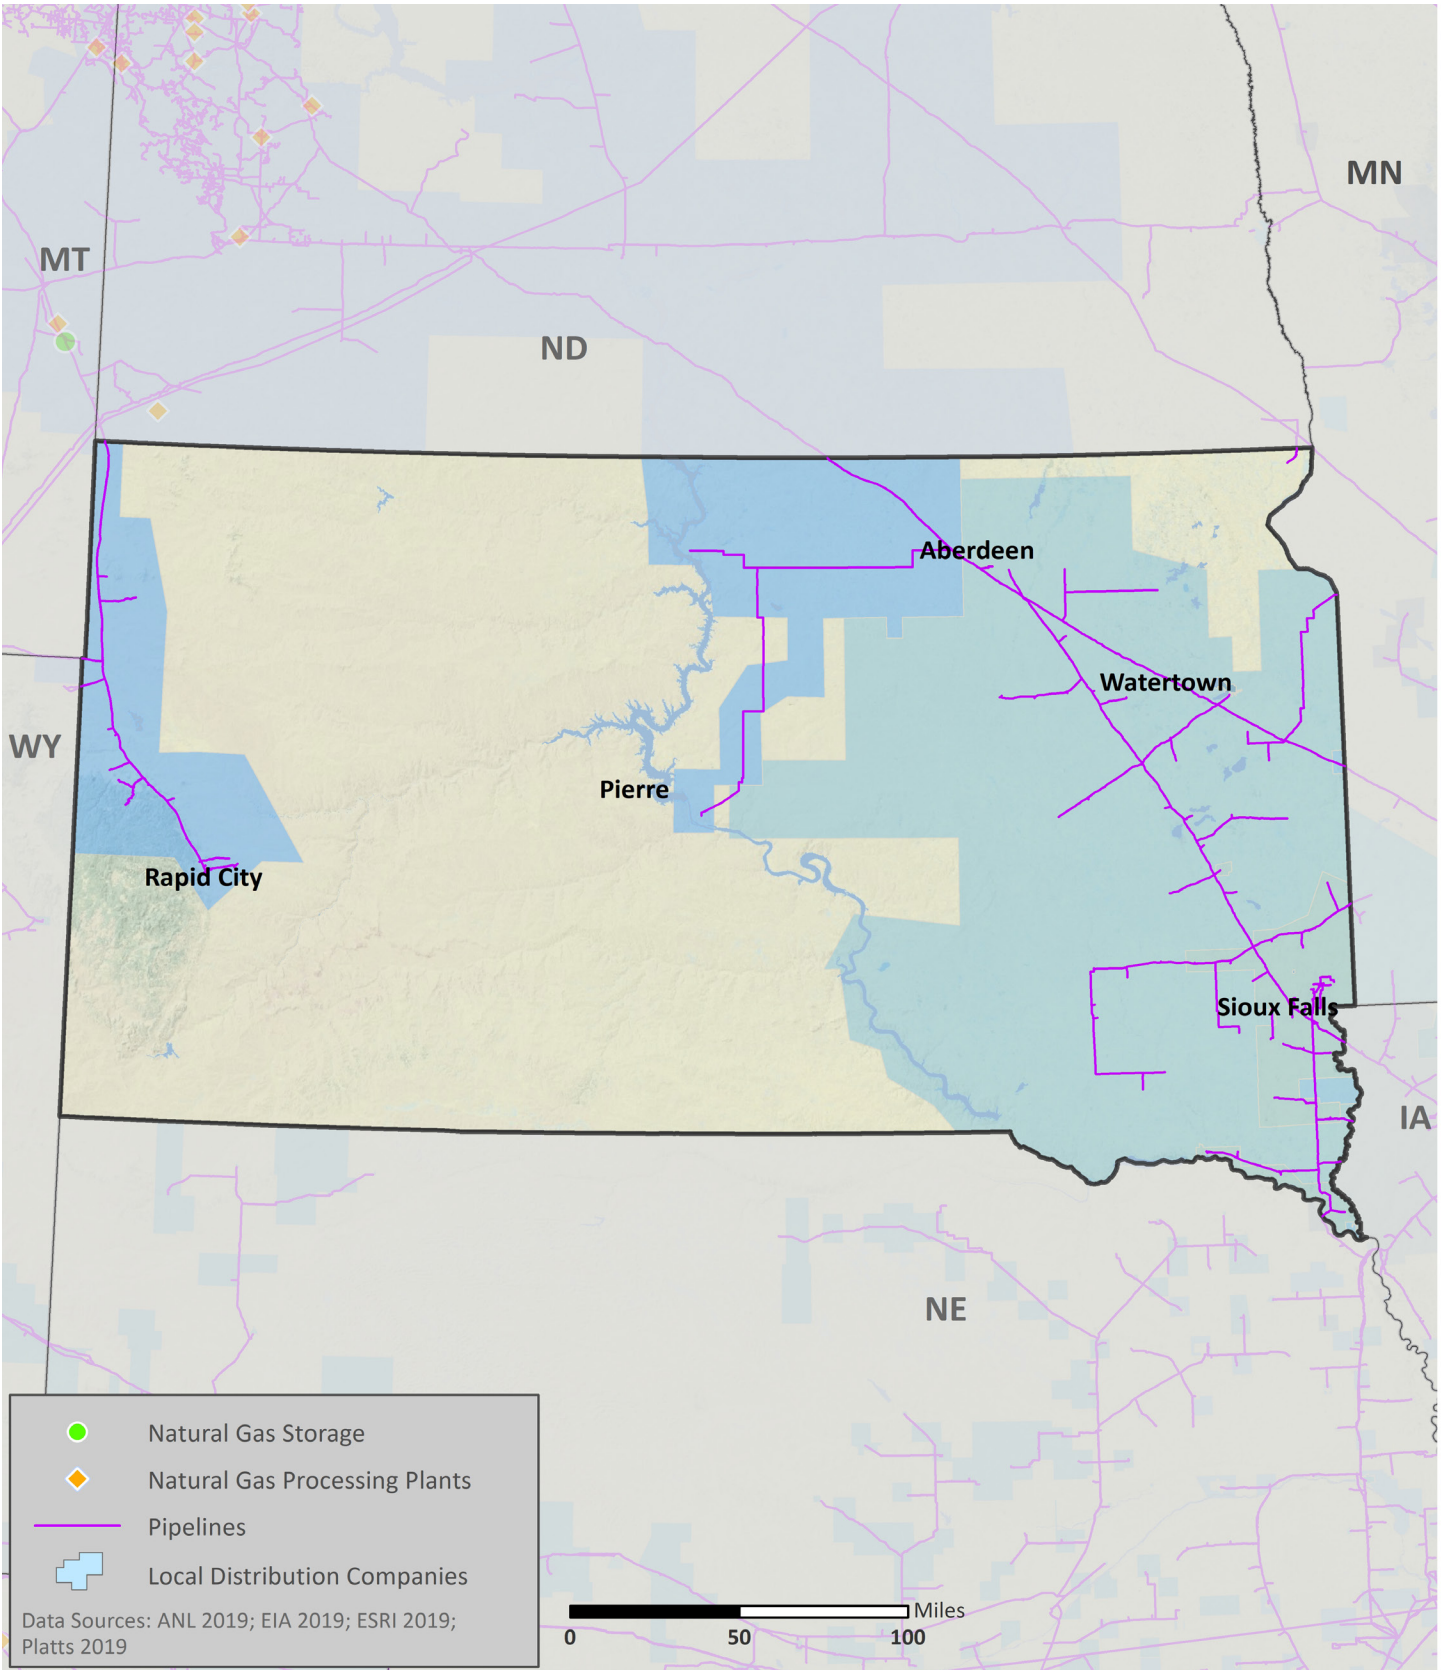 MN
MT
ND
Aberdeen
Watertown
WY
Pierre
Rapid City
Sioux Falls
IA
NE
Natural Gas Storage
Natural Gas Processing Plants
Pipelines
Local Distribution Companies
Data Sources: ANL 2019; EIA 2019; ESRI 2019;
Platts 2019
Miles
0 50 100